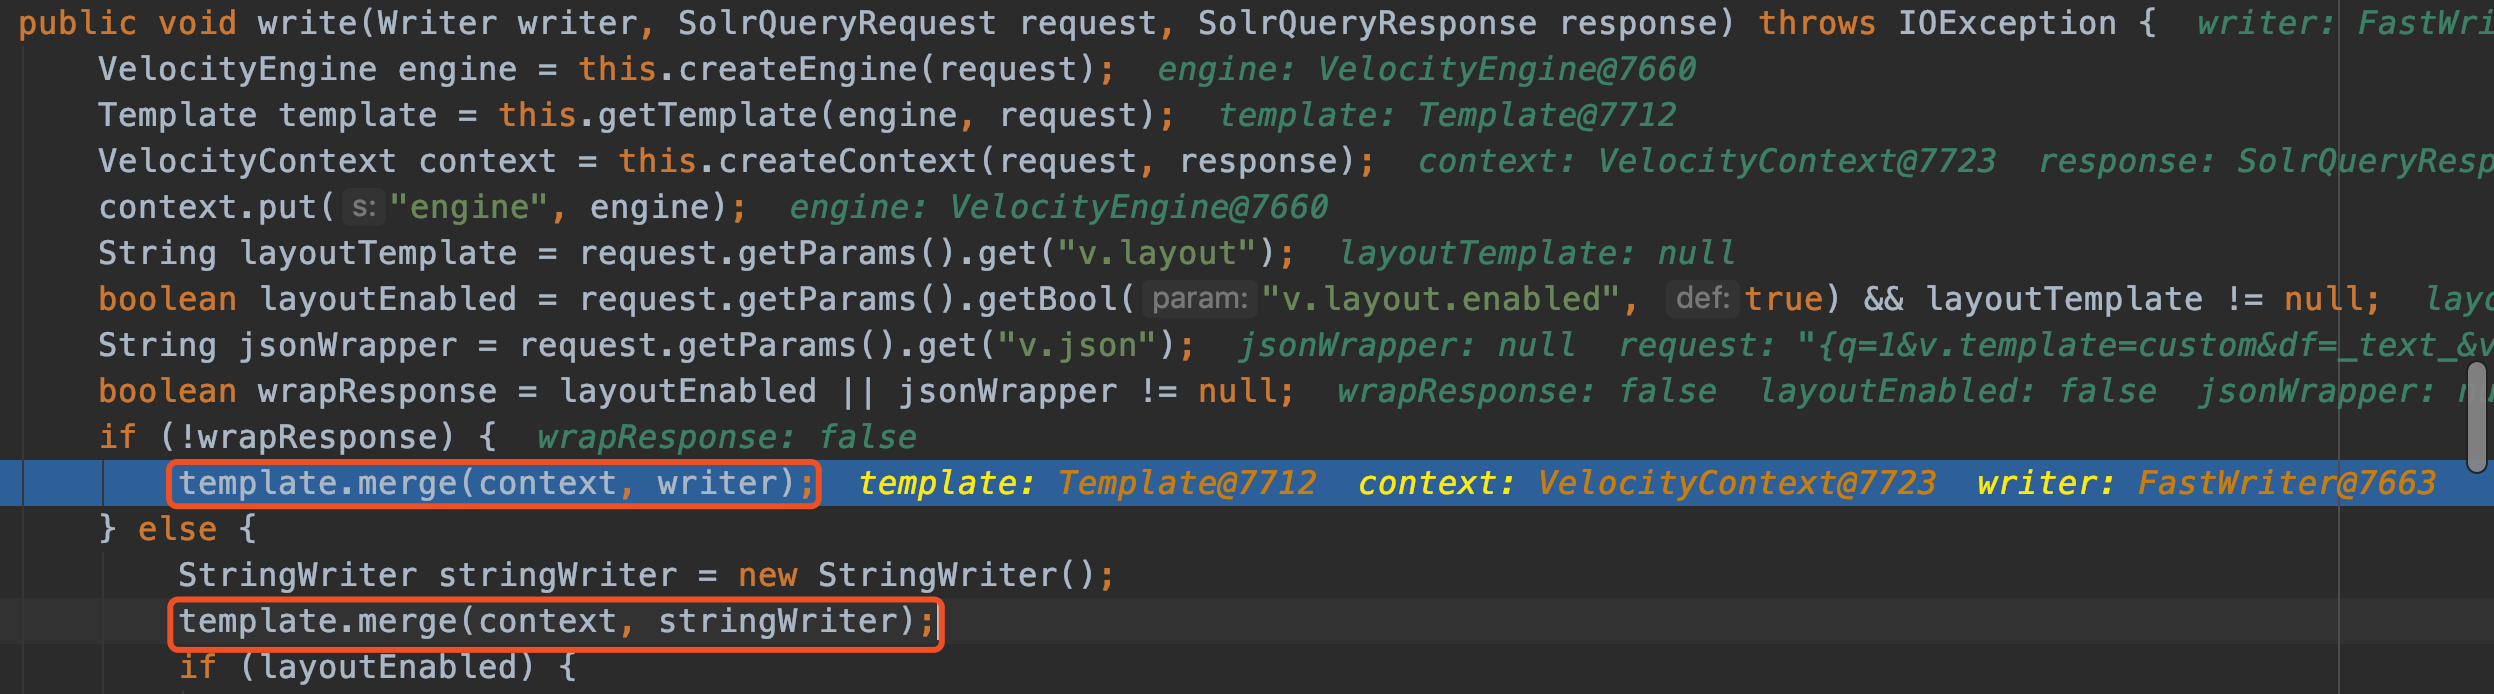 public void write(Writer writer, SolrQueryRequest request, SolrQueryResponse response) throws IOException {  writer: FastWri
VelocityEngine engine = this.createEngine(request);  engine: VelocityEngine@7660
Template template = this.getTemplate(engine, request);  template: Template@7712
VelocityContext context = this.createContext(request, response);  context: VelocityContext@7723  response: SolrQueryResp
context.put( s: "engine", engine);  engine: VelocityEngine@7660
String layoutTemplate = request.getParams().get("v.layout");  layoutTemplate: null
boolean layoutEnabled = request.getParams().getBool( param: "v.layout.enabled",  def: true) && layoutTemplate != null;  layo
String jsonWrapper = request.getParams().get("v.json");  jsonWrapper: null  request: "{q=1&v.template=custom&df=_text_&v
boolean wrapResponse = layoutEnabled || jsonWrapper != null;  wrapResponse: false  layoutEnabled: false  jsonWrapper:
if (!wrapResponse) {  wrapResponse: false
template.merge(context, writer);  template: Template@7712  context: VelocityContext@7723  writer: FastWriter@7663
} else {
StringWriter stringWriter = new StringWriter();
template.merge(context, stringWriter);
if (layoutEnabled) {